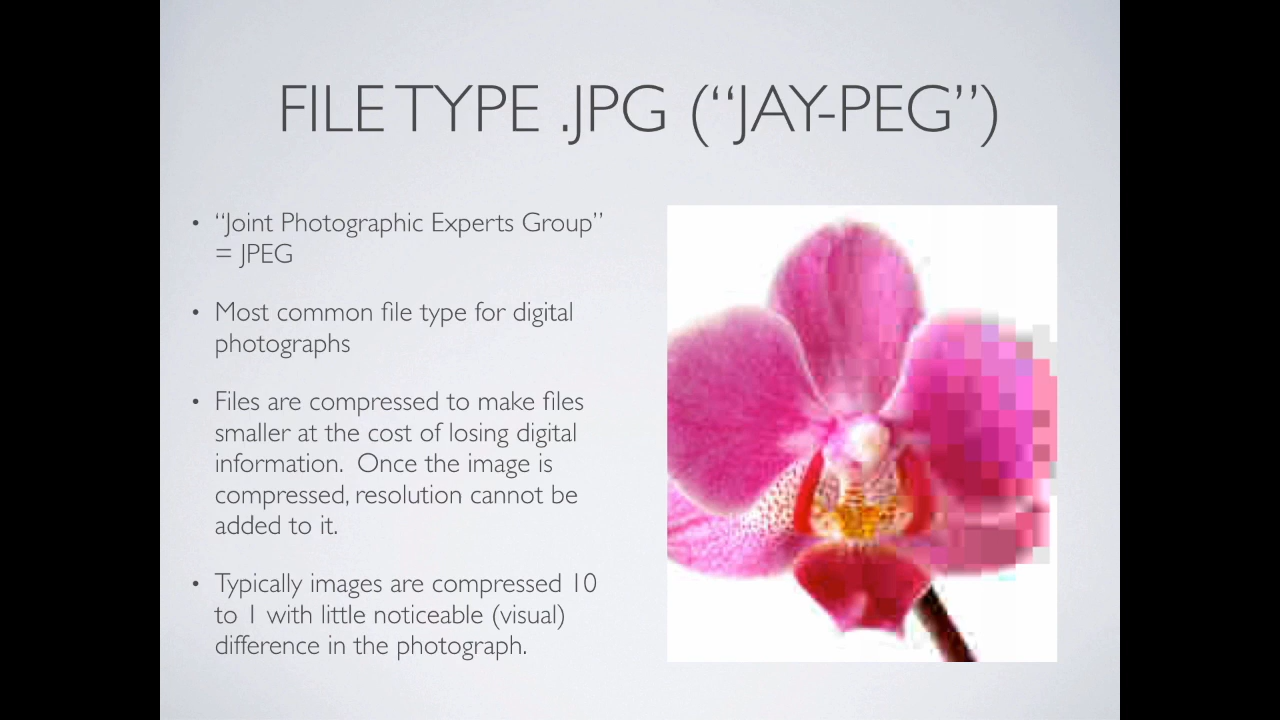 FILE TYPE .JPG (“JAY-PEG”)
• “Joint Photographic Experts Group”
= JPEG
• Most common file type for digital
photographs
• Files are compressed to make files
smaller at the cost of losing digital
information.  Once the image is
compressed, resolution cannot be
added to it.
• Typically images are compressed 10
to 1 with little noticeable (visual)
difference in the photograph.